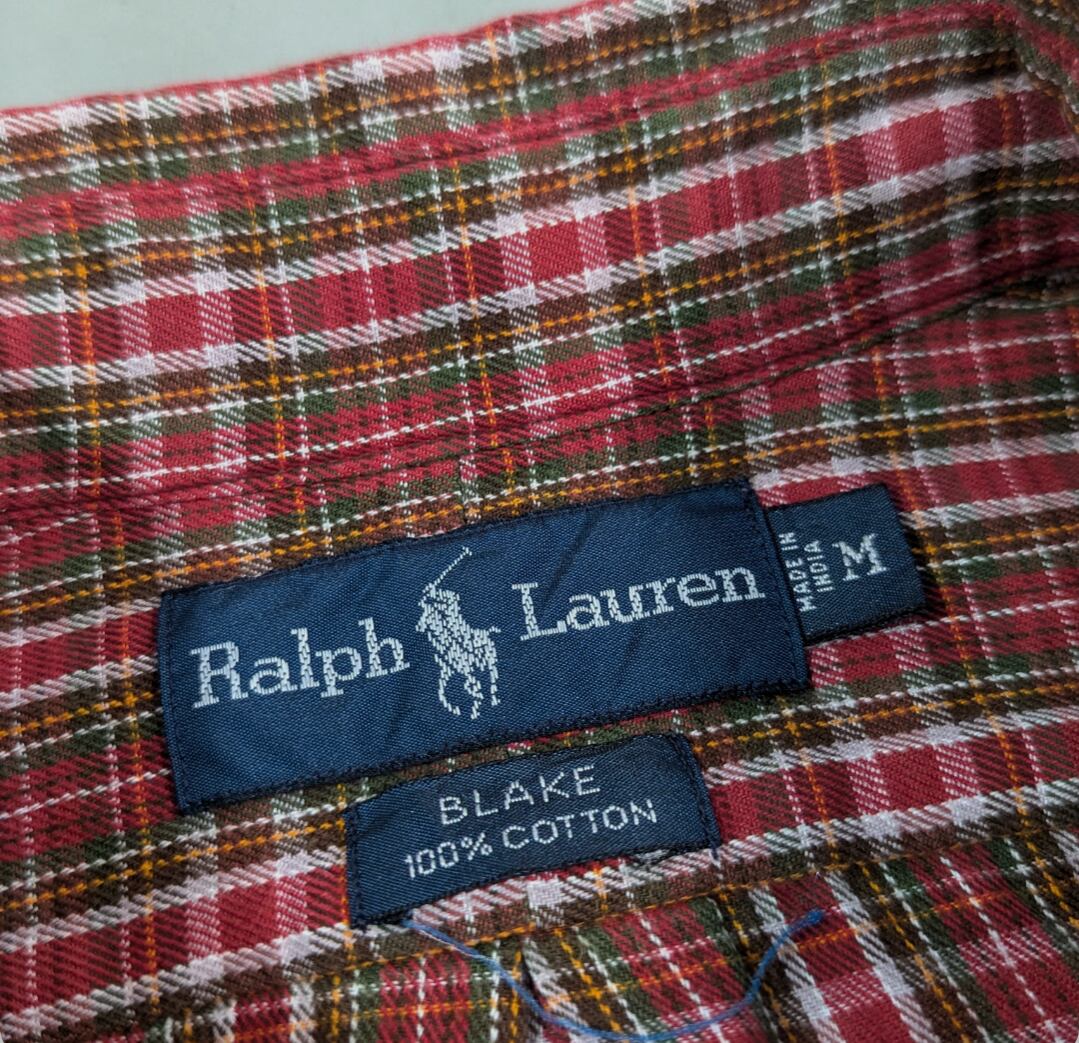 Ralph Lauren
MADE IN
INDIA
M
BLAKE
100% COTTON